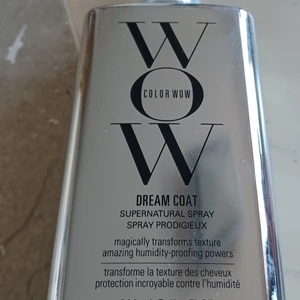 W
COLOR WOW
O
W
DREAM COAT
SUPERNATURAL SPRAY
SPRAY PRODIGIEUX
magically transforms texture
amazing humidity-proofing powers
transforme la texture des cheveux
protection incroyable contre l'humidité